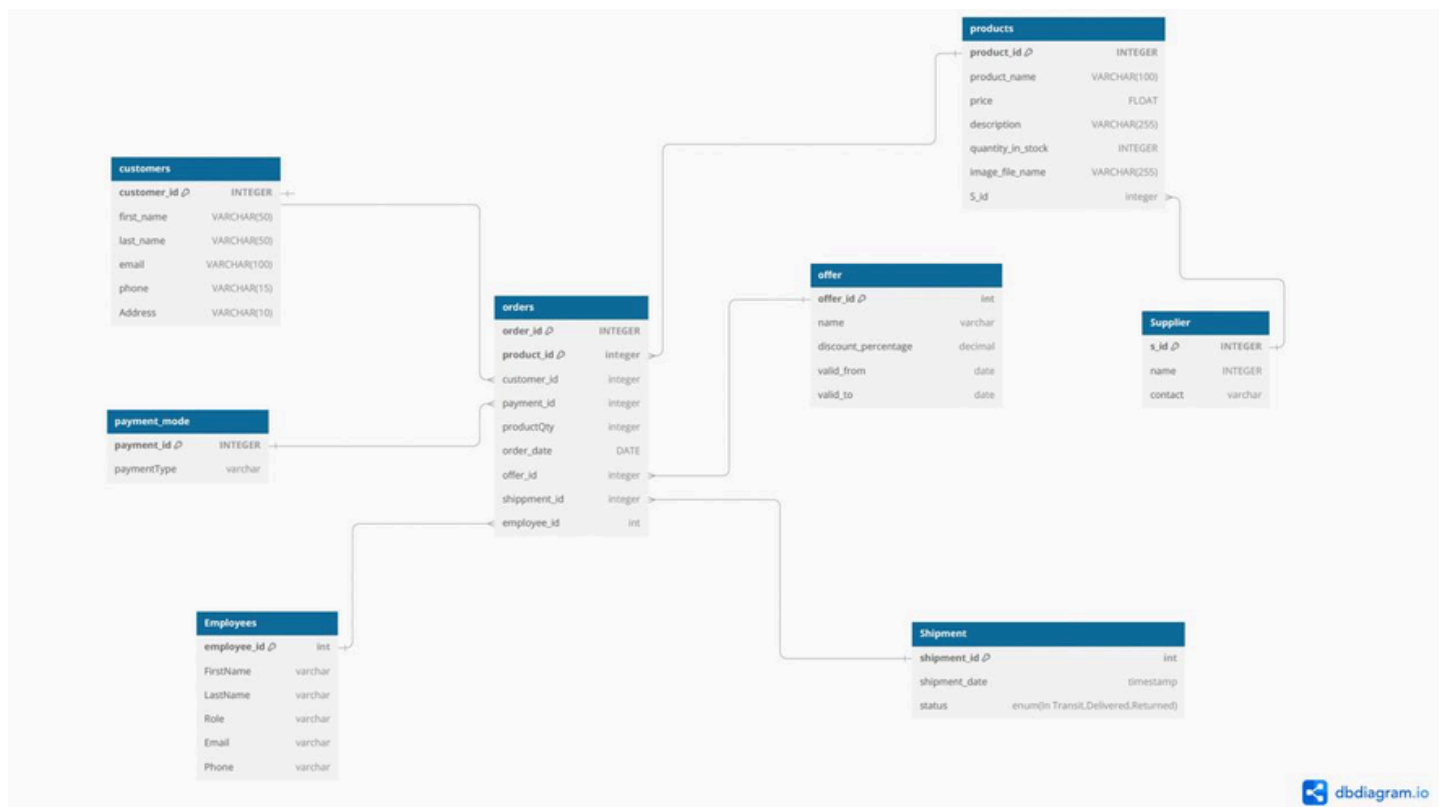 products
product_id INTEGER
product_name VARCHAR(100)
price FLOAT
description VARCHAR(255)
quantity_in_stock INTEGER
image_file_name VARCHAR(255)
S_id integer
customers
customer_id INTEGER
first_name VARCHAR(50)
last_name VARCHAR(50)
email VARCHAR(100)
phone VARCHAR(15)
Address VARCHAR(10)
offer
offer_id int
name varchar
discount_percentage decimal
valid_from date
valid_to date
orders
order_id INTEGER
product_id integer
customer_id integer
payment_id integer
productQty integer
order_date DATE
offer_id integer
shippment_id integer
employee_id int
Supplier
s_id INTEGER
name INTEGER
contact varchar
payment_mode
payment_id INTEGER
paymentType varchar
Employees
employee_id int
FirstName varchar
LastName varchar
Role varchar
Email varchar
Phone varchar
Shipment
shipment_id int
shipment_date timestamp
status enum(In Transit,Delivered,Returned)
dbdiagram.io